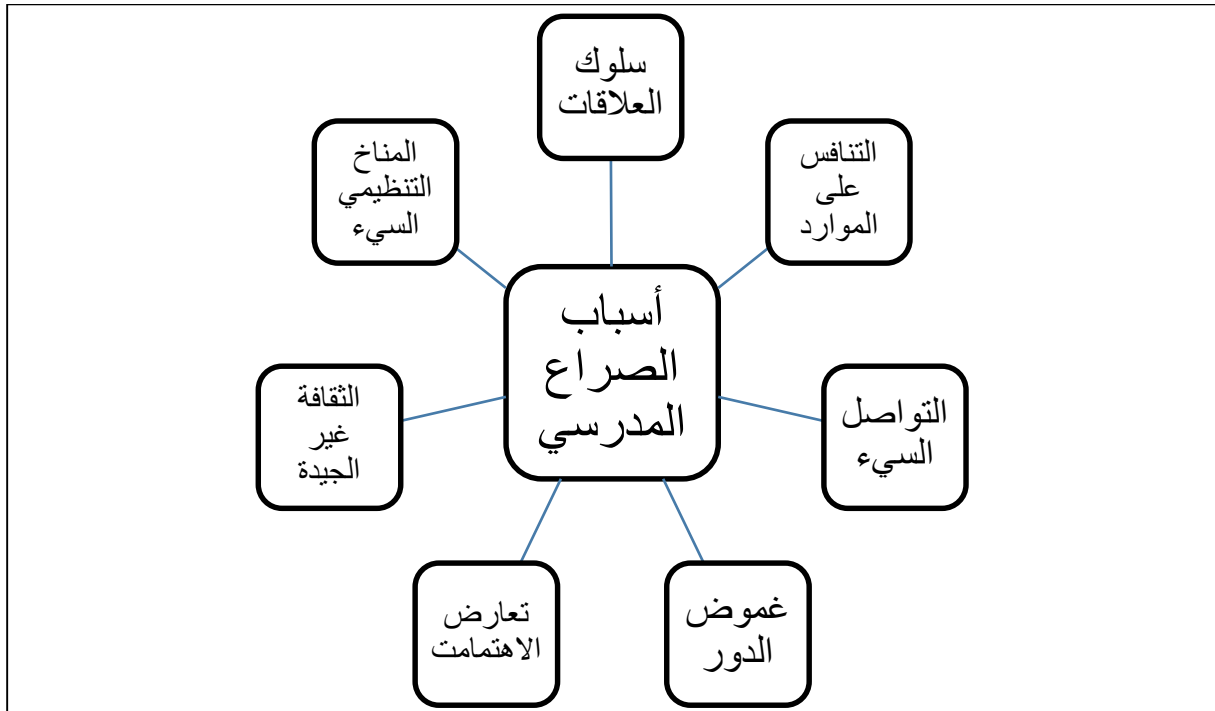 سلوك
العلاقات
التنافس
على
الموارد
التواصل
السيء
غموض
الدور
تعارض
الاهتمامت
الثقافة
غير
الجيدة
المناخ
التنظيمي
السيء
أسباب
الصراع
المدرسي